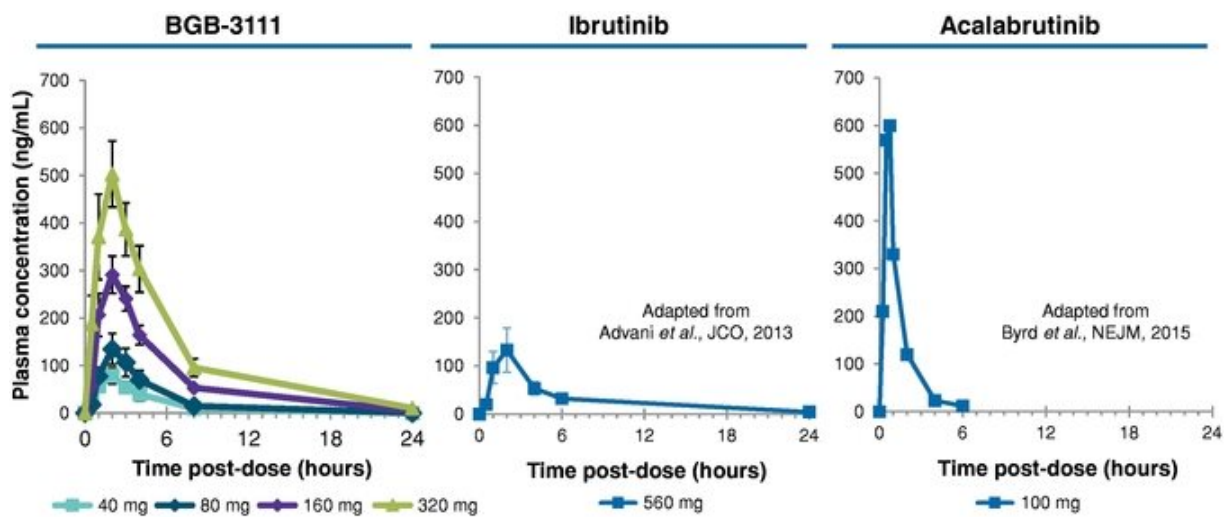 BGB-3111
Ibrutinib
Acalabrutinib
Plasma concentration (ng/mL)
700
600
500
400
300
200
100
0
0 6 12 18 24
Time post-dose (hours)
40 mg 80 mg 160 mg 320 mg
700
600
500
400
300
200
100
0
Adapted from
Advani et al., JCO, 2013
0 6 12 18 24
Time post-dose (hours)
560 mg
700
600
500
400
300
200
100
0
Adapted from
Byrd et al., NEJM, 2015
0 6 12 18 24
Time post-dose (hours)
100 mg